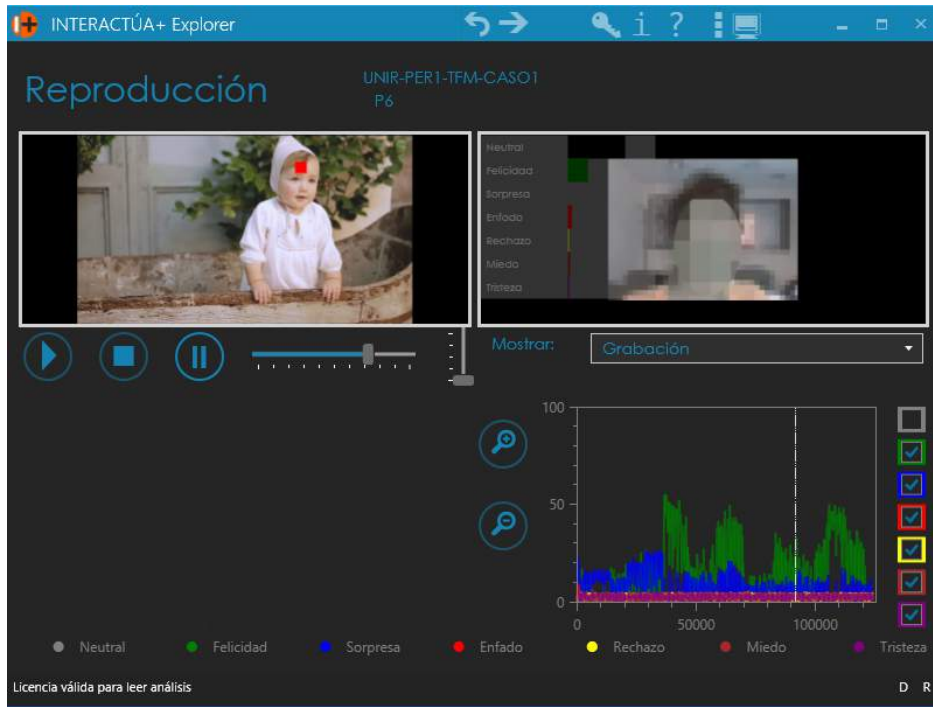 INTERACTÚA+ Explorer
Reproducción
UNIR-PER1-TFM-CASO1
P6
Neutral
Felicidad
Sorpresa
Enfado
Rechazo
Miedo
Tristeza
Mostrar:
Grabación
100
50
0
0 50000 100000
Neutral Felicidad Sorpresa Enfado Rechazo Miedo Tristeza
Licencia válida para leer análisis
D R